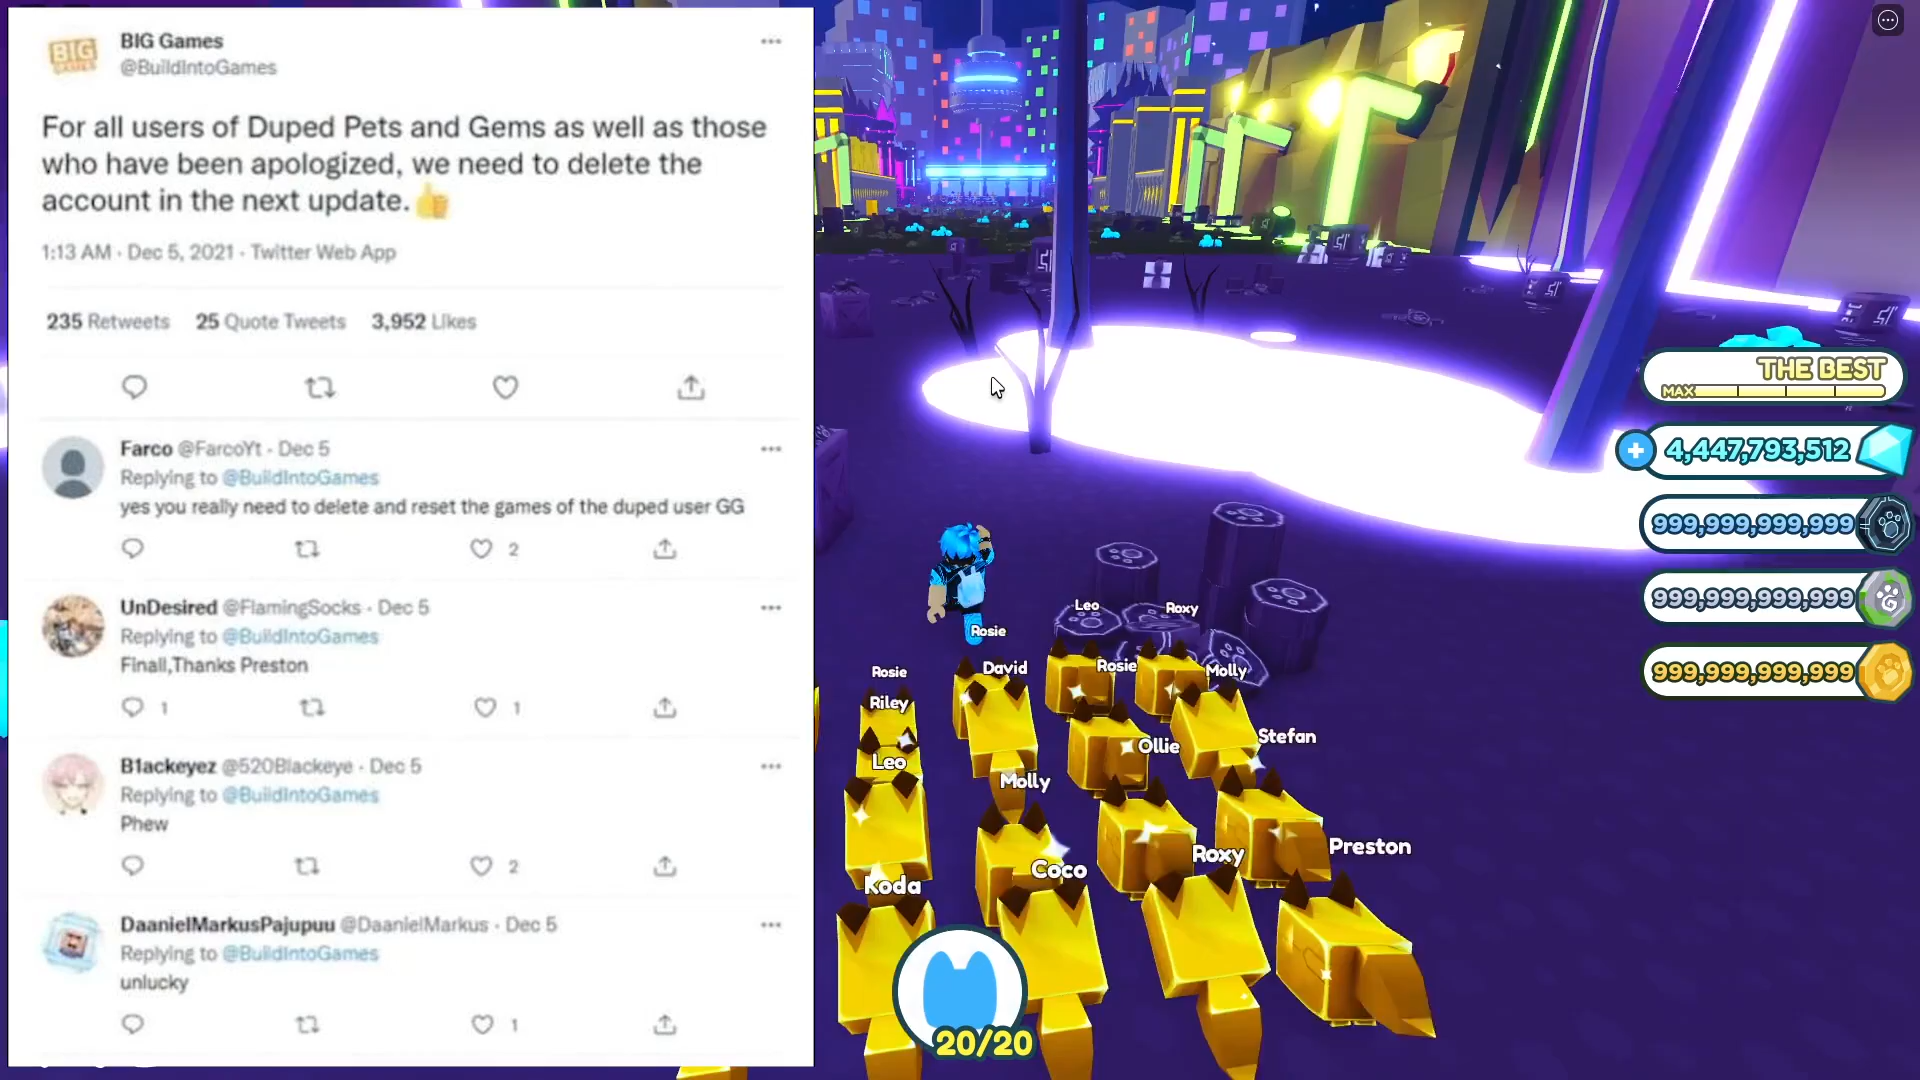 BIG GAMES
BIG Games
@BuildIntoGames
For all users of Duped Pets and Gems as well as those
who have been apologized, we need to delete the
account in the next update.👍
1:13 AM · Dec 5, 2021 · Twitter Web App
235 Retweets 25 Quote Tweets 3,952 Likes
Farco @FarcoYt · Dec 5
Replying to @BuildIntoGames
yes you really need to delete and reset the games of the duped user GG
2
UnDesired @FlamingSocks · Dec 5
Replying to @BuildIntoGames
Finall,Thanks Preston
1 1
B1ackeyez @520Blackeye · Dec 5
Replying to @BuildIntoGames
Phew
2
DaanielMarkusPajupuu @DaanielMarkus · Dec 5
Replying to @BuildIntoGames
unlucky
1
THE BEST
MAX
4,447,793,512
999,999,999,999
999,999,999,999
999,999,999,999
Leo
Roxy
Rosie
Rosie
David
Rosie
Molly
Riley
Stefan
Ollie
Leo
Molly
Preston
Roxy
Coco
Koda
20/20